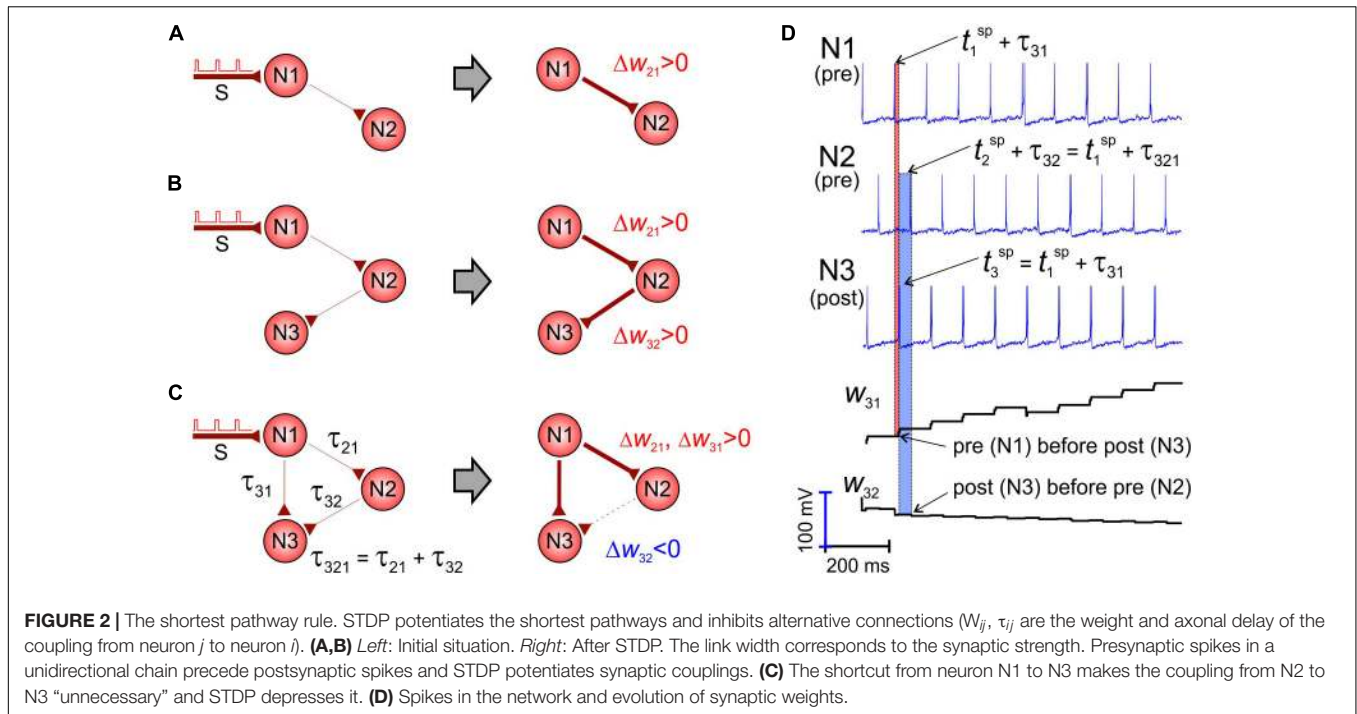 A
S
N1
N2
N1
Δw₂₁>0
N2
B
S
N1
N2
N3
N1
Δw₂₁>0
N2
N3
Δw₃₂>0
C
S
N1
τ₂₁
τ₃₁
τ₃₂
N2
N3
τ₃₂₁ = τ₂₁ + τ₃₂
N1
Δw₂₁, Δw₃₁>0
N2
N3
Δw₃₂<0
D
N1
(pre)
t₁ˢᵖ + τ₃₁
N2
(pre)
t₂ˢᵖ + τ₃₂ = t₁ˢᵖ + τ₃₂₁
N3
(post)
t₃ˢᵖ = t₁ˢᵖ + τ₃₁
w₃₁
pre (N1) before post (N3)
w₃₂
post (N3) before pre (N2)
100 mV
200 ms
FIGURE 2 | The shortest pathway rule. STDP potentiates the shortest pathways and inhibits alternative connections (Wᵢⱼ, τᵢⱼ are the weight and axonal delay of the
coupling from neuron j to neuron i). (A,B) Left: Initial situation. Right: After STDP. The link width corresponds to the synaptic strength. Presynaptic spikes in a
unidirectional chain precede postsynaptic spikes and STDP potentiates synaptic couplings. (C) The shortcut from neuron N1 to N3 makes the coupling from N2 to
N3 “unnecessary” and STDP depresses it. (D) Spikes in the network and evolution of synaptic weights.